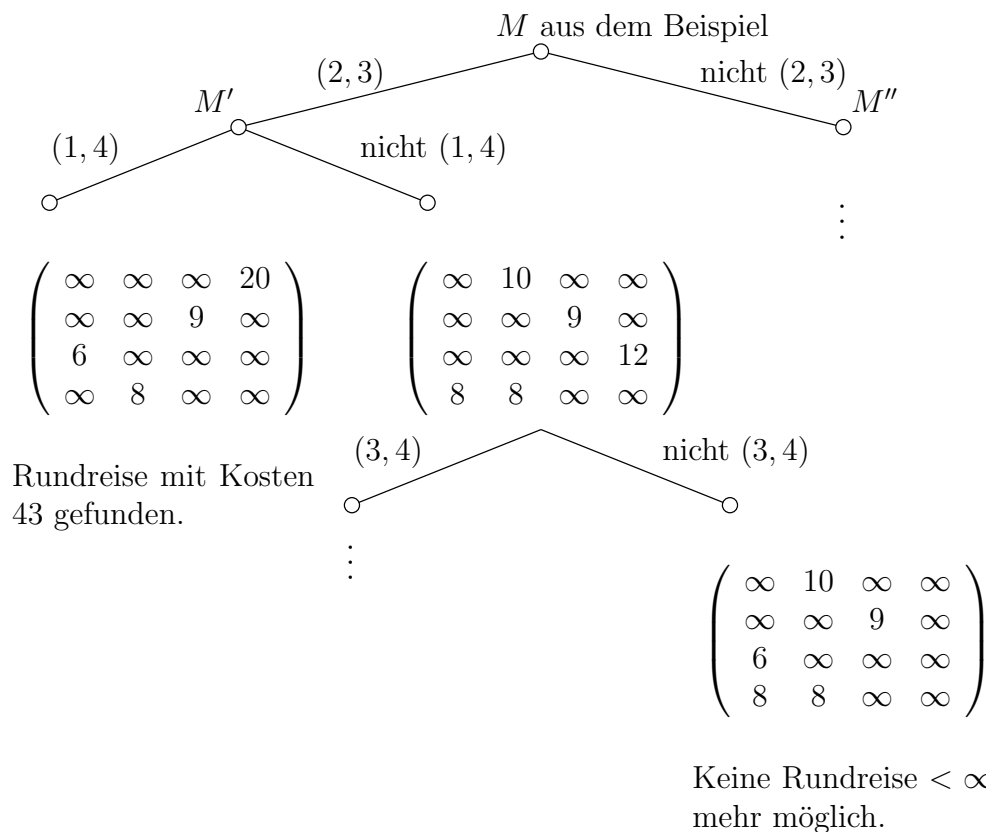 M aus dem Beispiel
(2, 3)
nicht (2, 3)
M′
M″
(1, 4)
nicht (1, 4)
⋮
∞ ∞ ∞ 20
∞ ∞ 9 ∞
6 ∞ ∞ ∞
∞ 8 ∞ ∞
∞ 10 ∞ ∞
∞ ∞ 9 ∞
∞ ∞ ∞ 12
8 8 ∞ ∞
Rundreise mit Kosten
43 gefunden.
(3, 4)
nicht (3, 4)
⋮
∞ 10 ∞ ∞
∞ ∞ 9 ∞
6 ∞ ∞ ∞
8 8 ∞ ∞
Keine Rundreise < ∞
mehr möglich.